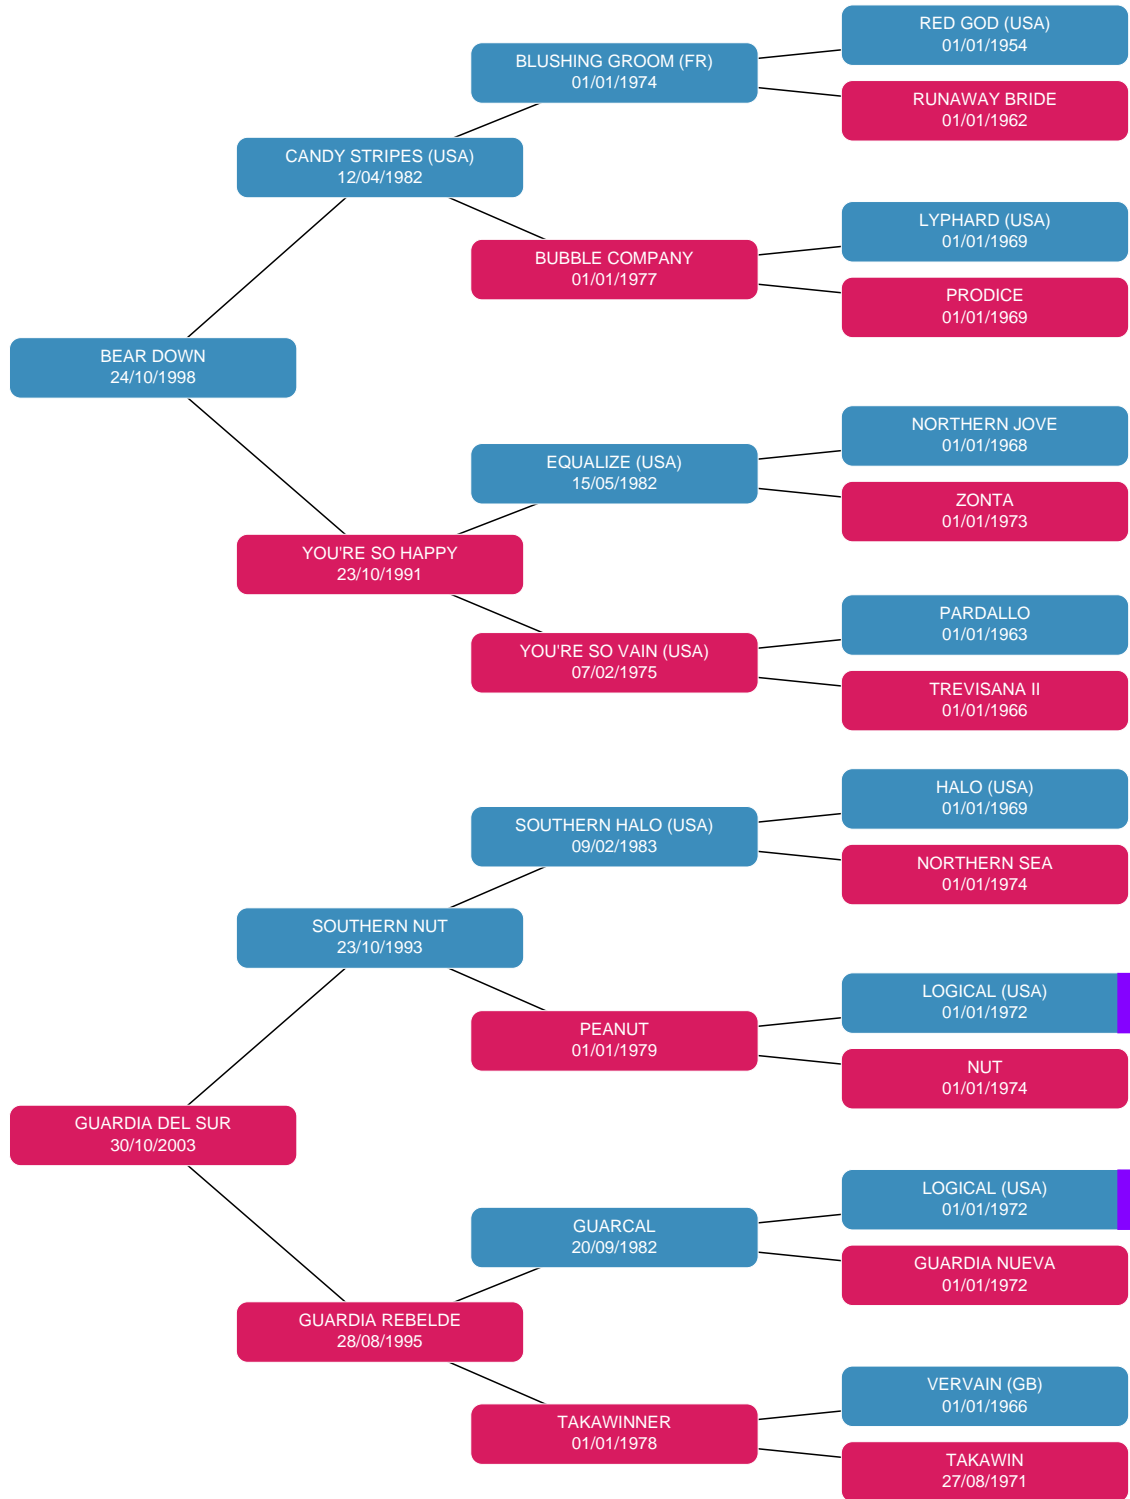 RED GOD (USA)
01/01/1954
BLUSHING GROOM (FR)
01/01/1974
RUNAWAY BRIDE
01/01/1962
CANDY STRIPES (USA)
12/04/1982
LYPHARD (USA)
01/01/1969
BUBBLE COMPANY
01/01/1977
PRODICE
01/01/1969
BEAR DOWN
24/10/1998
NORTHERN JOVE
01/01/1968
EQUALIZE (USA)
15/05/1982
ZONTA
01/01/1973
YOU'RE SO HAPPY
23/10/1991
PARDALLO
01/01/1963
YOU'RE SO VAIN (USA)
07/02/1975
TREVISANA II
01/01/1966
HALO (USA)
01/01/1969
SOUTHERN HALO (USA)
09/02/1983
NORTHERN SEA
01/01/1974
SOUTHERN NUT
23/10/1993
LOGICAL (USA)
01/01/1972
PEANUT
01/01/1979
NUT
01/01/1974
GUARDIA DEL SUR
30/10/2003
LOGICAL (USA)
01/01/1972
GUARCAL
20/09/1982
GUARDIA NUEVA
01/01/1972
GUARDIA REBELDE
28/08/1995
VERVAIN (GB)
01/01/1966
TAKAWINNER
01/01/1978
TAKAWIN
27/08/1971